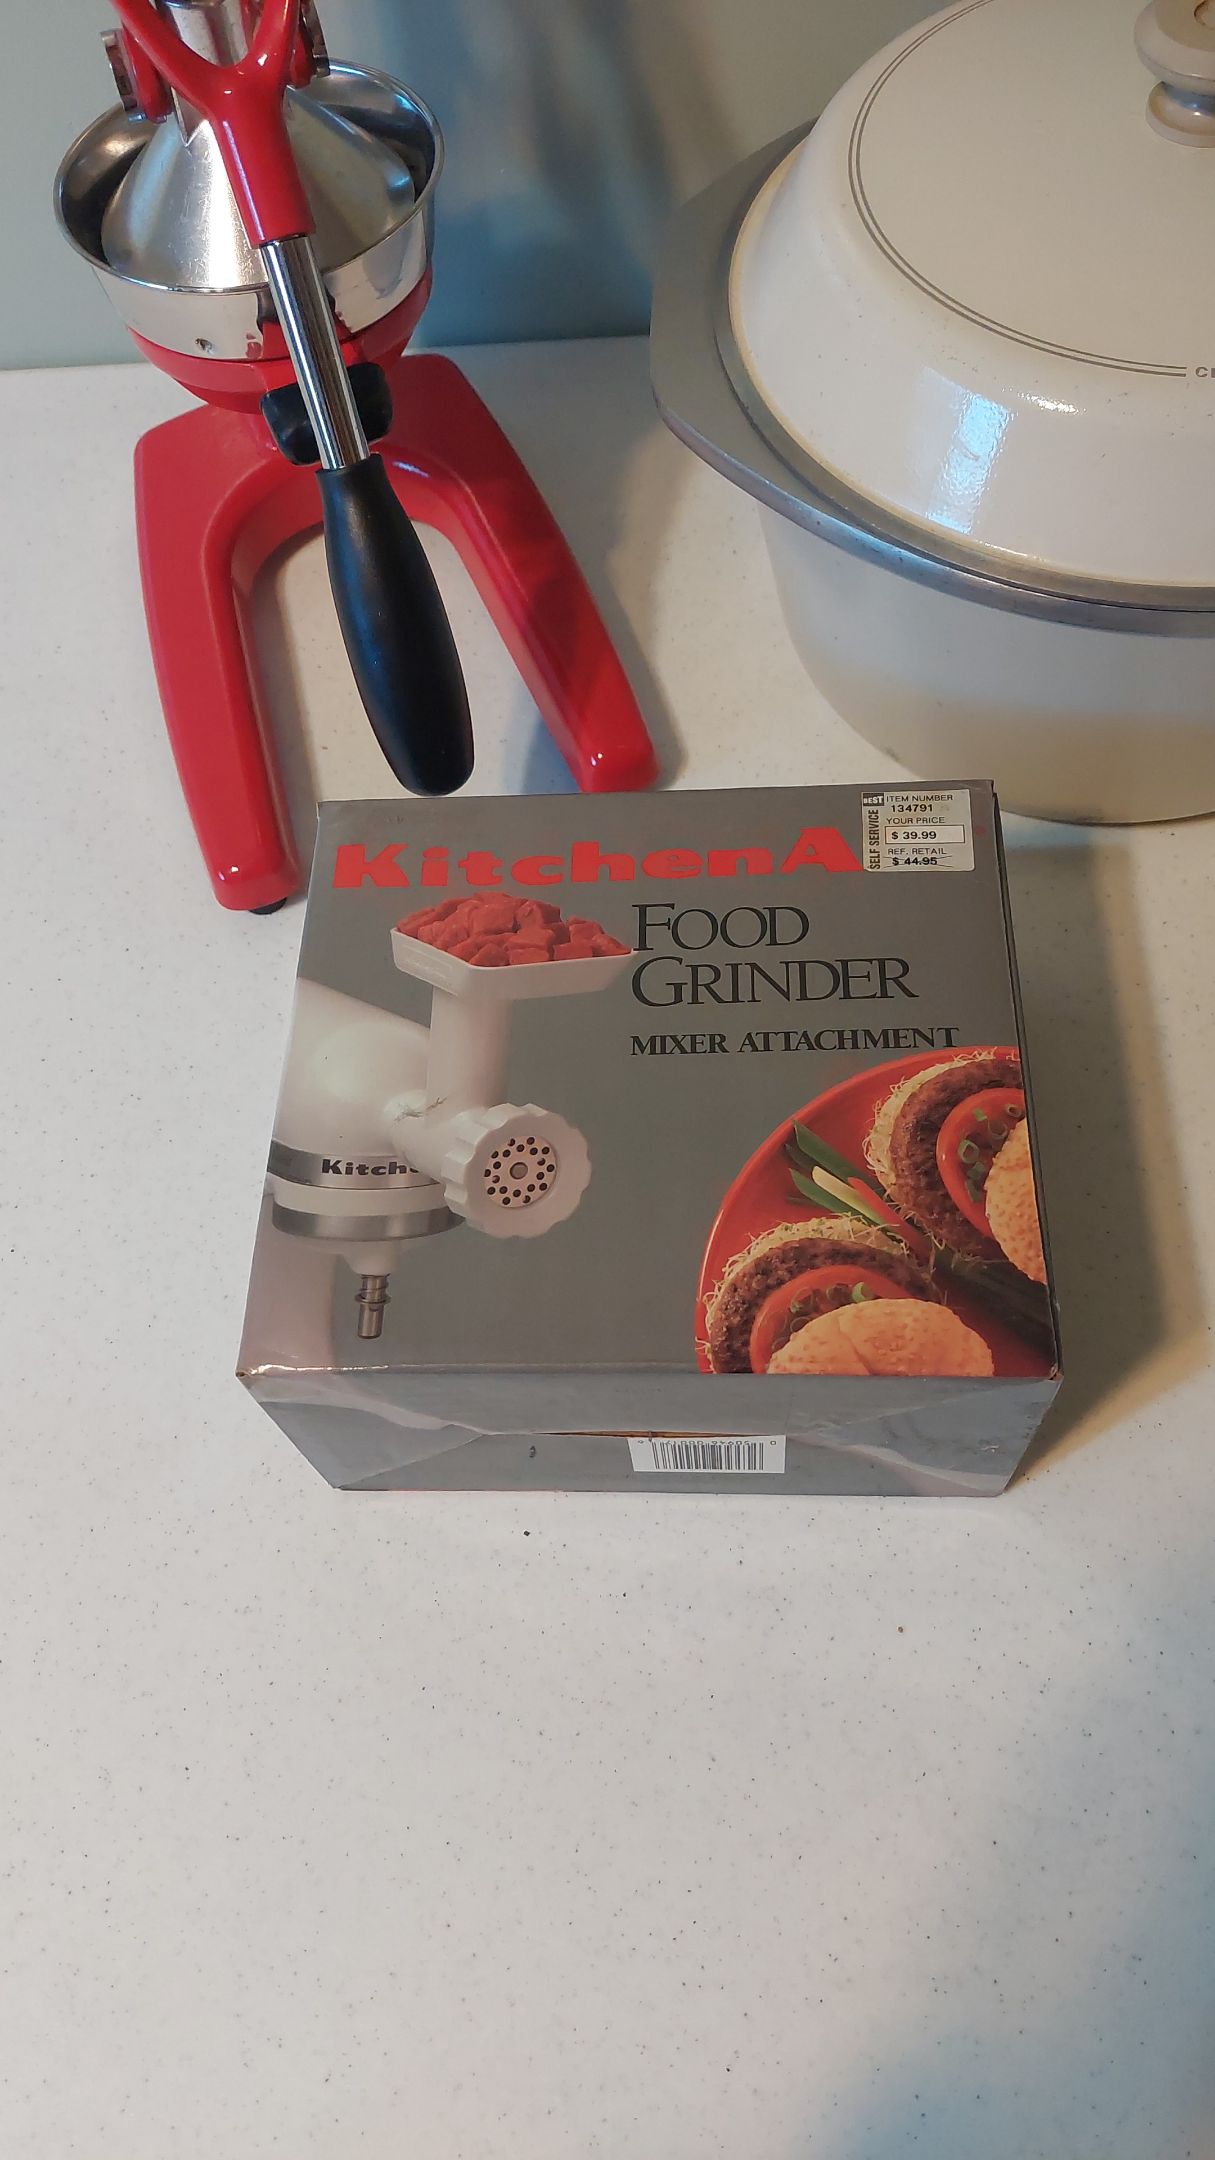 BEST
ITEM NUMBER
134791
SELF SERVICE
YOUR PRICE
$ 39.99
REF. RETAIL
$ 44.95
KitchenA
FOOD
GRINDER
MIXER ATTACHMENT
Kitche